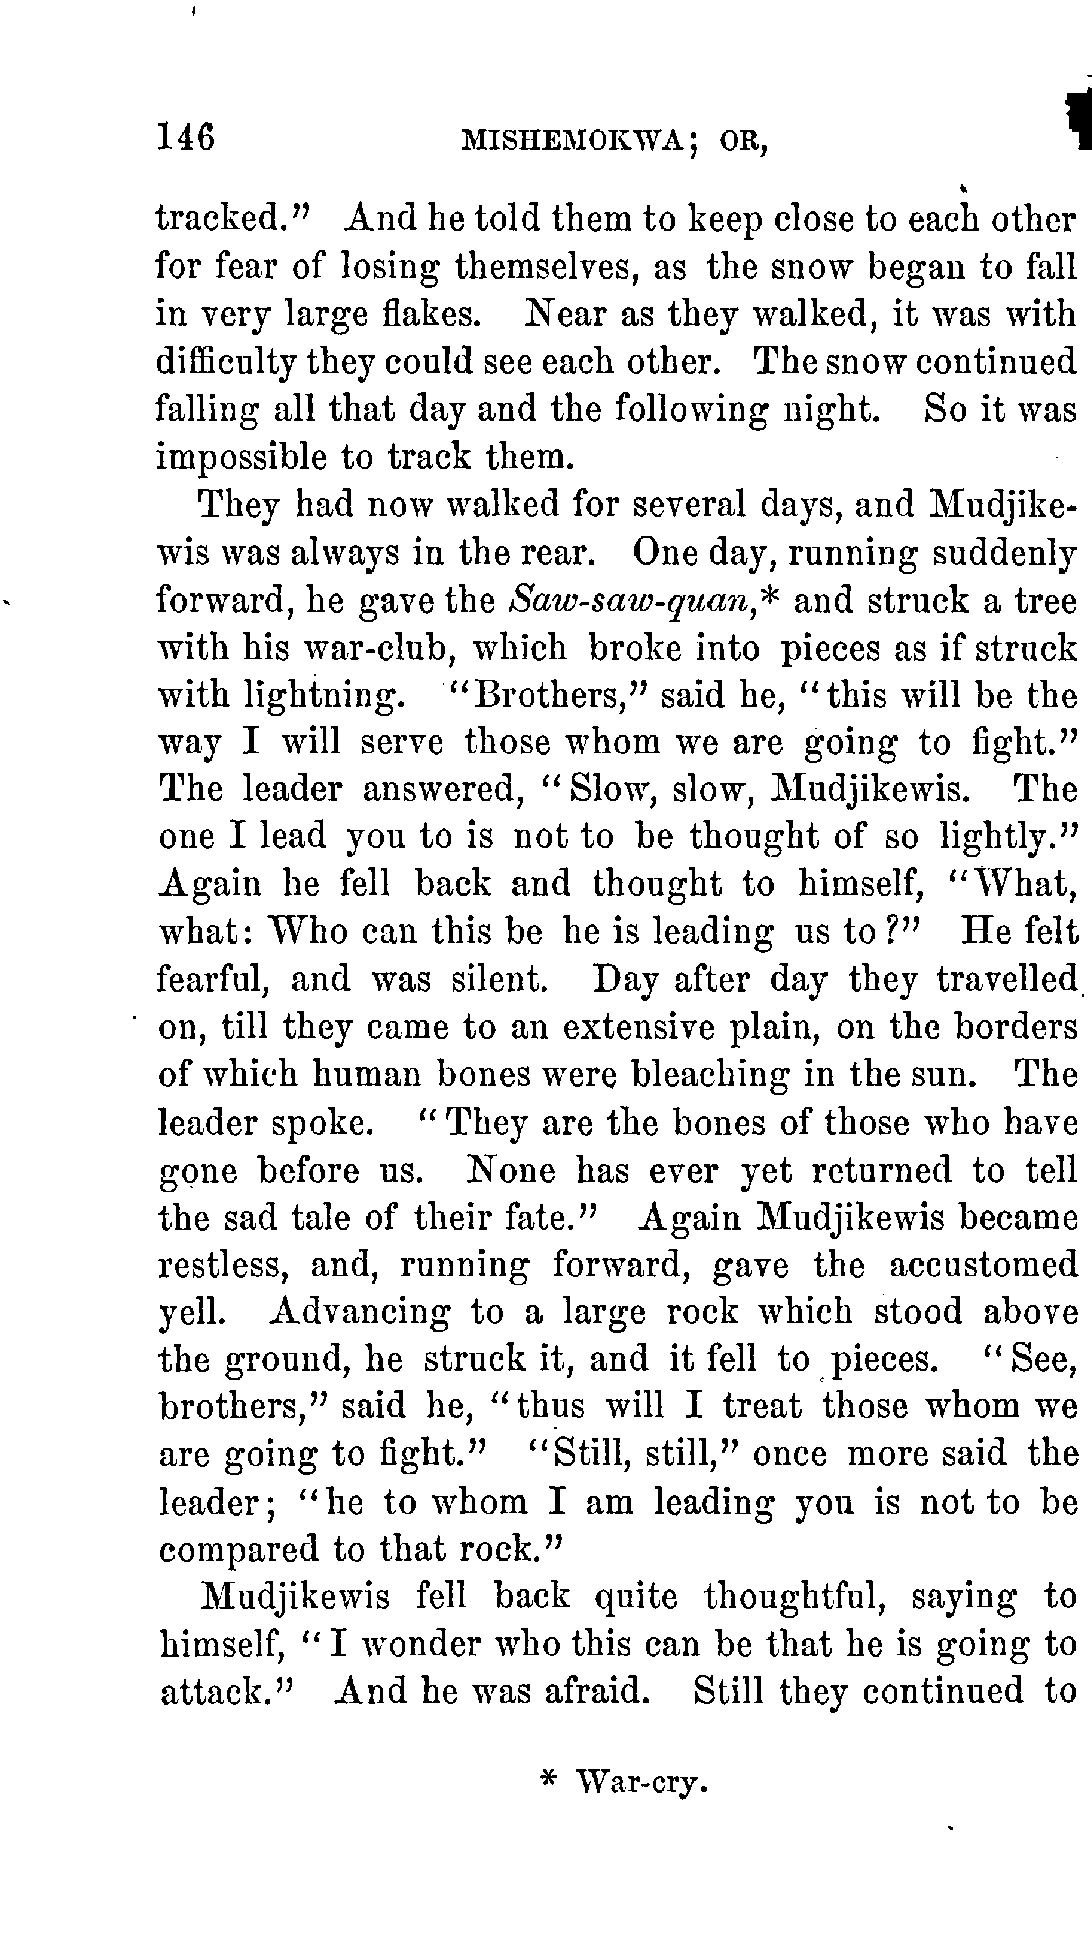 146 MISHEMOKWA; OR,
tracked." And he told them to keep close to each other
for fear of losing themselves, as the snow began to fall
in very large flakes. Near as they walked, it was with
difficulty they could see each other. The snow continued
falling all that day and the following night. So it was
impossible to track them.
They had now walked for several days, and Mudjike-
wis was always in the rear. One day, running suddenly
forward, he gave the Saw-saw-quan,* and struck a tree
with his war-club, which broke into pieces as if struck
with lightning. "Brothers," said he, "this will be the
way I will serve those whom we are going to fight."
The leader answered, "Slow, slow, Mudjikewis. The
one I lead you to is not to be thought of so lightly."
Again he fell back and thought to himself, "What,
what: Who can this be he is leading us to?" He felt
fearful, and was silent. Day after day they travelled
on, till they came to an extensive plain, on the borders
of which human bones were bleaching in the sun. The
leader spoke. "They are the bones of those who have
gone before us. None has ever yet returned to tell
the sad tale of their fate." Again Mudjikewis became
restless, and, running forward, gave the accustomed
yell. Advancing to a large rock which stood above
the ground, he struck it, and it fell to pieces. "See,
brothers," said he, "thus will I treat those whom we
are going to fight." "Still, still," once more said the
leader; "he to whom I am leading you is not to be
compared to that rock."
Mudjikewis fell back quite thoughtful, saying to
himself, "I wonder who this can be that he is going to
attack." And he was afraid. Still they continued to
* War-cry.